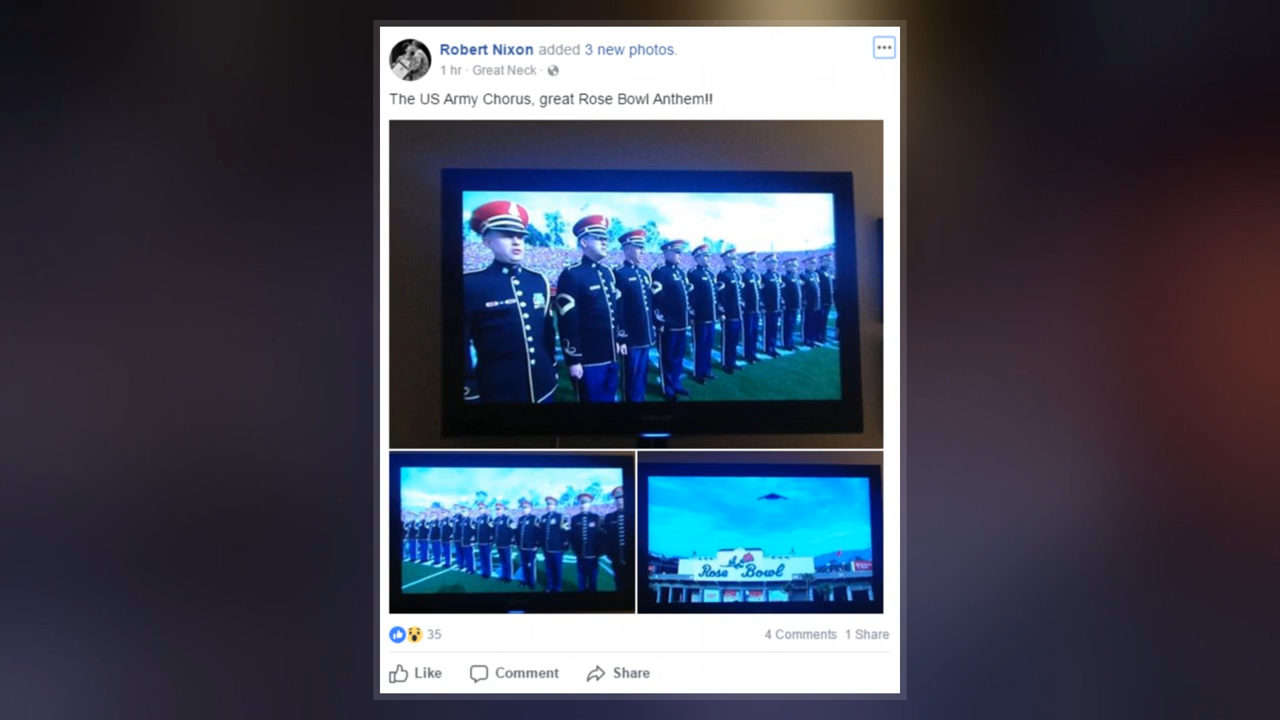 Robert Nixon added 3 new photos.
1 hr · Great Neck ·
The US Army Chorus, great Rose Bowl Anthem!!
Rose Bowl
35
4 Comments 1 Share
Like Comment Share